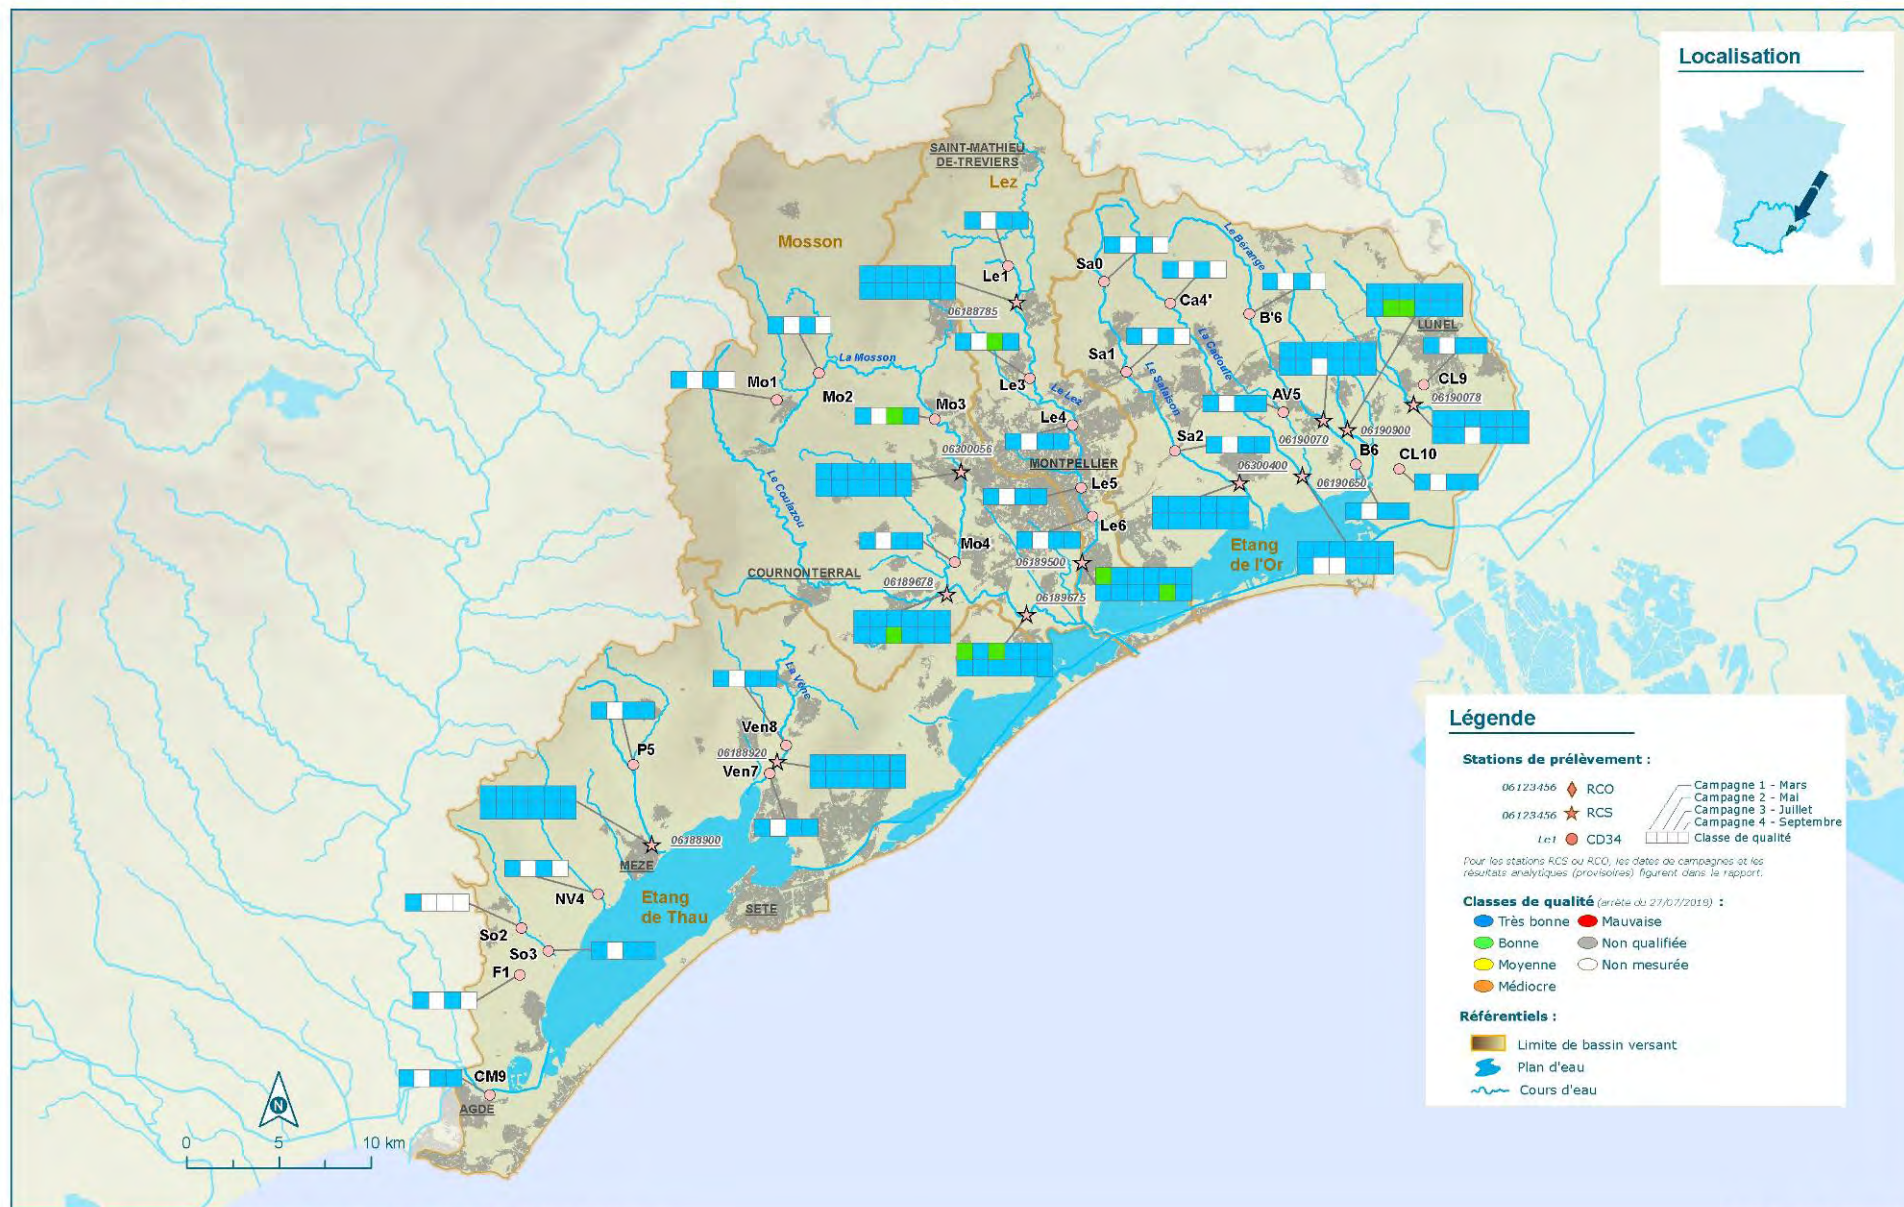 Localisation
SAINT-MATHIEU
DE-TREVIERS
Lez
Mosson
Le Bérange
Sa0
Le1
Ca4'
06188785
B'6
LUNEL
La Mosson
Sa1
La Cadoule
Le3
CL9
Mo1
Mo2
Le Lez
Le Salaison
AV5
06190078
Mo3
Le4
06190070
06190900
Sa2
06300056
MONTPELLIER
06300400
B6
CL10
06190650
Le Coulazou
Le5
Le6
Mo4
Etang
de l'Or
COURNONTERRAL
06189500
06189678
06189675
La Vène
Ven8
P5
06188920
Ven7
06188900
MEZE
NV4
Etang
de Thau
SETE
So2
So3
F1
CM9
AGDE
N
0 5 10 km
Légende
Stations de prélèvement :
06123456 RCO
06123456 RCS
Le1 CD34
Campagne 1 - Mars
Campagne 2 - Mai
Campagne 3 - Juillet
Campagne 4 - Septembre
Classe de qualité
Pour les stations RCS ou RCO, les dates de campagnes et les
résultats analytiques (provisoires) figurent dans le rapport.
Classes de qualité (arrête du 27/07/2018) :
Très bonne Mauvaise
Bonne Non qualifiée
Moyenne Non mesurée
Médiocre
Référentiels :
Limite de bassin versant
Plan d'eau
Cours d'eau